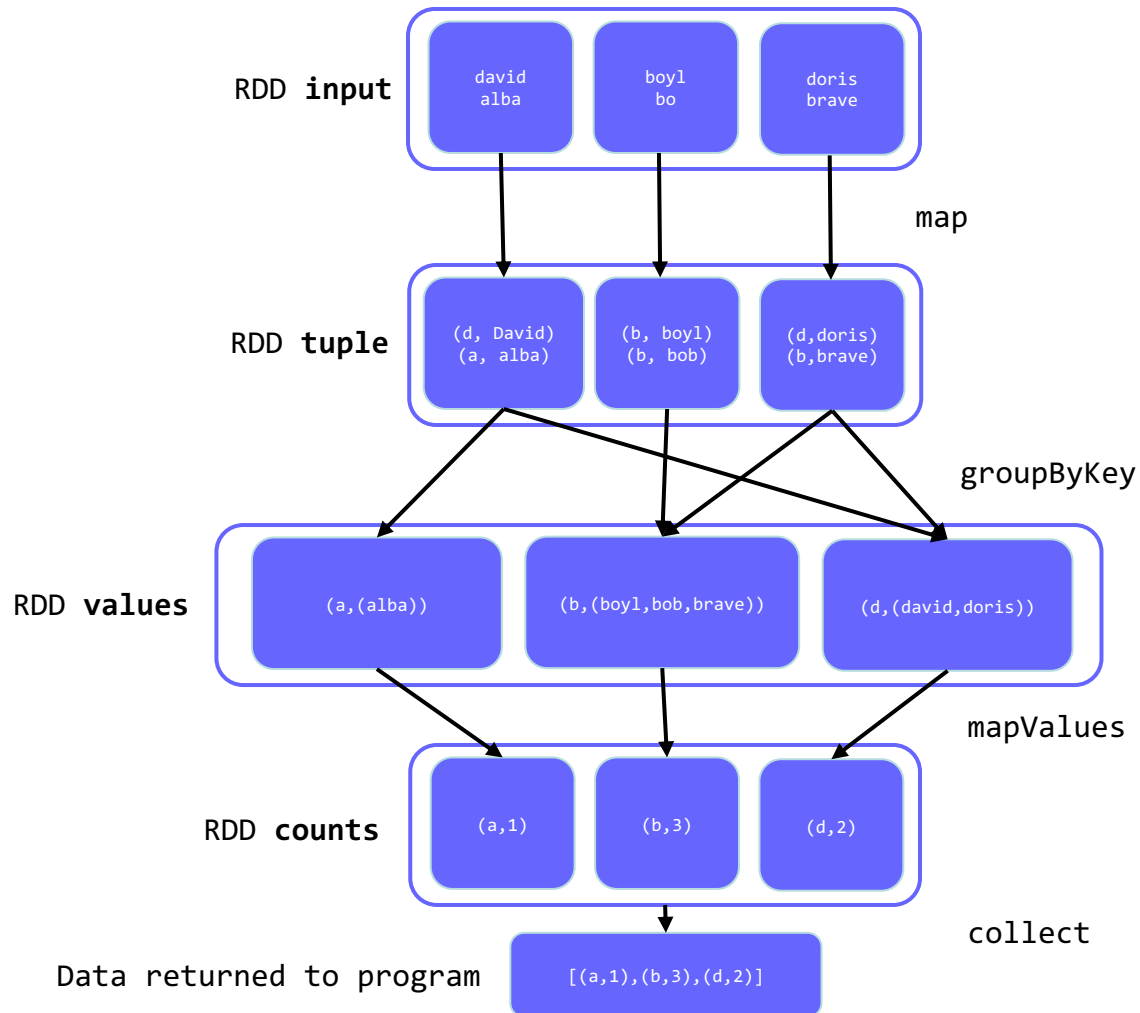 RDD input
david
alba
boyl
bo
doris
brave
map
RDD tuple
(d, David)
(a, alba)
(b, boyl)
(b, bob)
(d,doris)
(b,brave)
groupByKey
RDD values
(a,(alba))
(b,(boyl,bob,brave))
(d,(david,doris))
mapValues
RDD counts
(a,1)
(b,3)
(d,2)
collect
Data returned to program
[(a,1),(b,3),(d,2)]